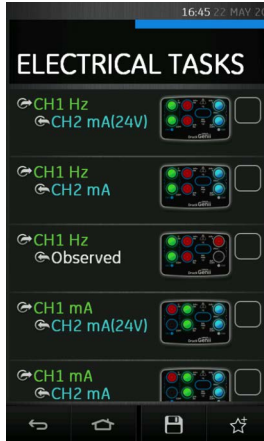 16:45 22 MAY 20
ELECTRICAL TASKS
CH1 Hz
CH2 mA(24V)
CH1 Hz
CH2 mA
CH1 Hz
Observed
CH1 mA
CH2 mA(24V)
CH1 mA
CH2 mA